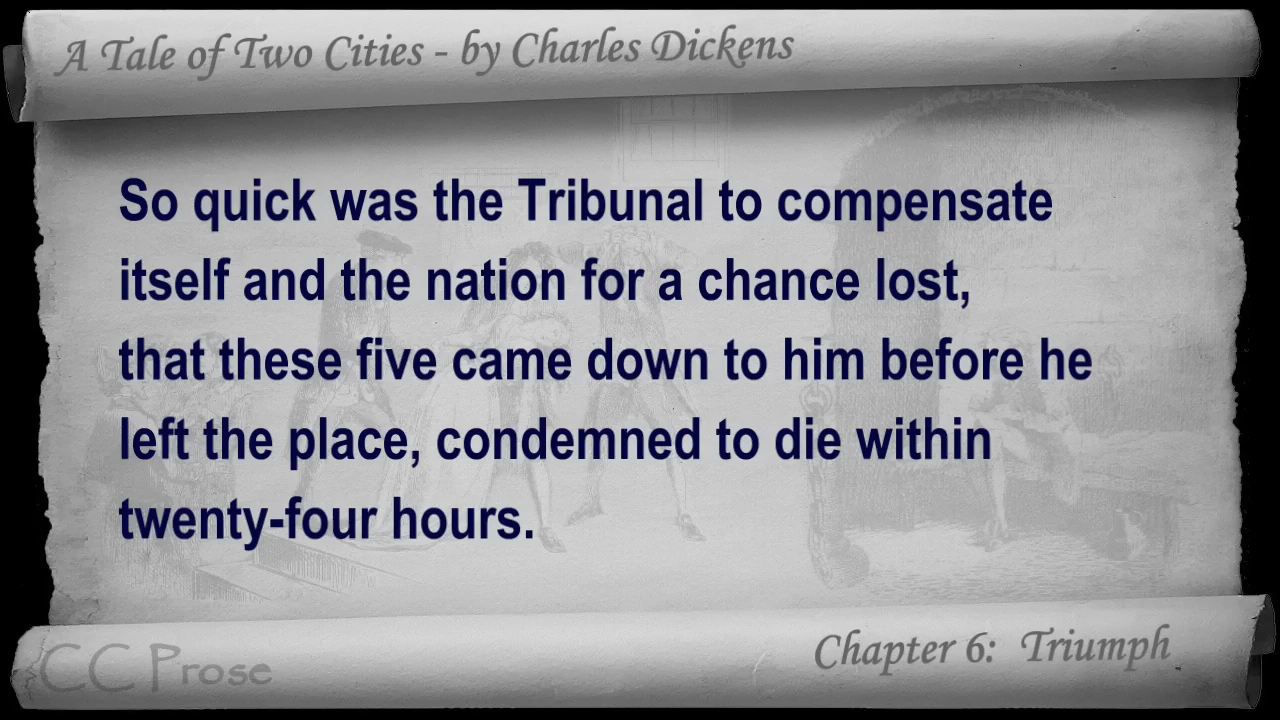 A Tale of Two Cities - by Charles Dickens
So quick was the Tribunal to compensate
itself and the nation for a chance lost,
that these five came down to him before he
left the place, condemned to die within
twenty-four hours.
CC Prose
Chapter 6: Triumph